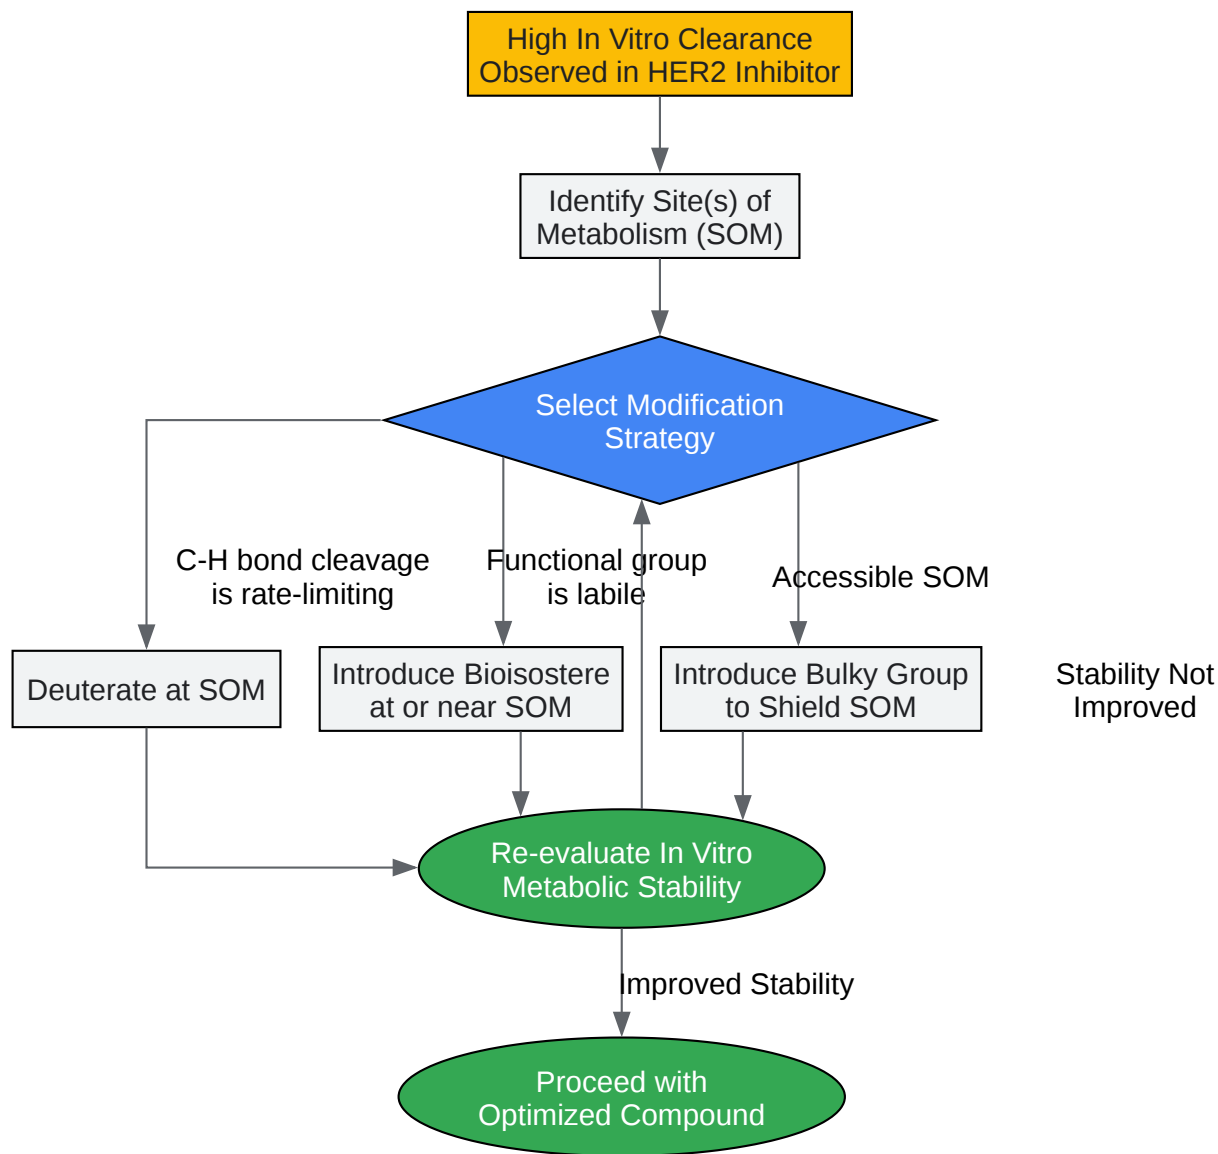 High In Vitro Clearance
Observed in HER2 Inhibitor
Identify Site(s) of
Metabolism (SOM)
Select Modification
Strategy
C-H bond cleavage
is rate-limiting
Functional group
is labile
Accessible SOM
Deuterate at SOM
Introduce Bioisostere
at or near SOM
Introduce Bulky Group
to Shield SOM
Stability Not
Improved
Re-evaluate In Vitro
Metabolic Stability
Improved Stability
Proceed with
Optimized Compound